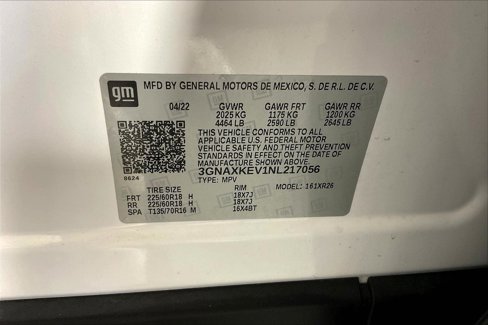 gm MFD BY GENERAL MOTORS DE MEXICO, S. DE R.L. DE C.V.
04/22 GVWR GAWR FRT GAWR RR
2025 KG 1175 KG 1200 KG
4464 LB 2590 LB 2645 LB
THIS VEHICLE CONFORMS TO ALL
APPLICABLE U.S. FEDERAL MOTOR
VEHICLE SAFETY AND THEFT PREVENTION
STANDARDS IN EFFECT ON THE DATE OF
MANUFACTURE SHOWN ABOVE.
3GNAXKEV1NL217056
8624 TYPE: MPV MODEL: 161XR26
TIRE SIZE RIM
FRT 225/60R18 H 18X7J
RR 225/60R18 H 18X7J
SPA T135/70R16 M 16X4BT